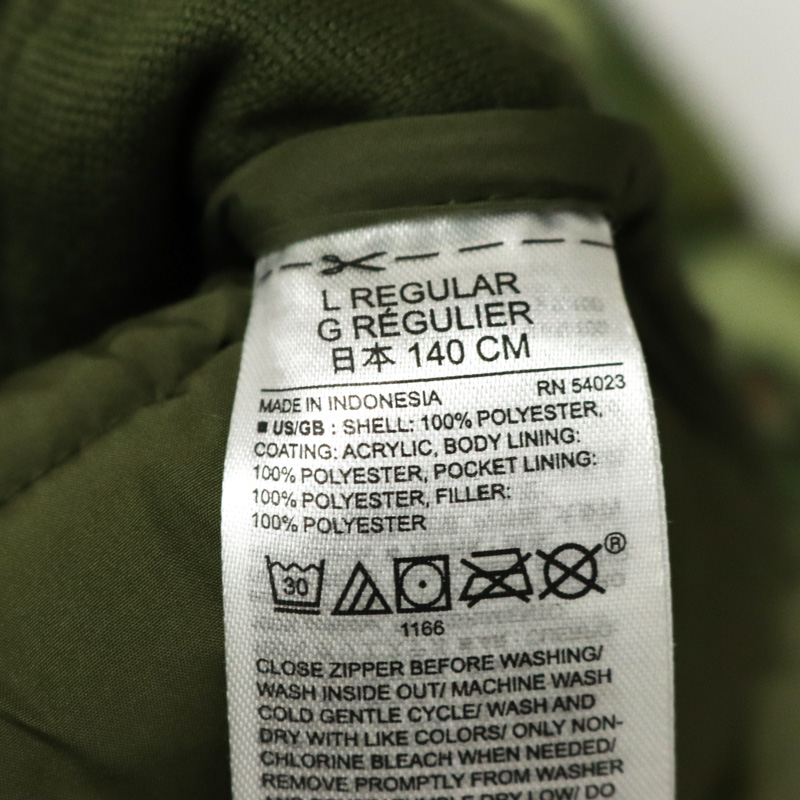 L REGULAR
G RÉGULIER
日本 140 CM
MADE IN INDONESIA RN 54023
■ US/GB : SHELL: 100% POLYESTER,
COATING: ACRYLIC, BODY LINING:
100% POLYESTER, POCKET LINING:
100% POLYESTER, FILLER:
100% POLYESTER
30
®
1166
CLOSE ZIPPER BEFORE WASHING/
WASH INSIDE OUT/ MACHINE WASH
COLD GENTLE CYCLE/ WASH AND
DRY WITH LIKE COLORS/ ONLY NON-
CHLORINE BLEACH WHEN NEEDED/
REMOVE PROMPTLY FROM WASHER
DRY LOW/ DO